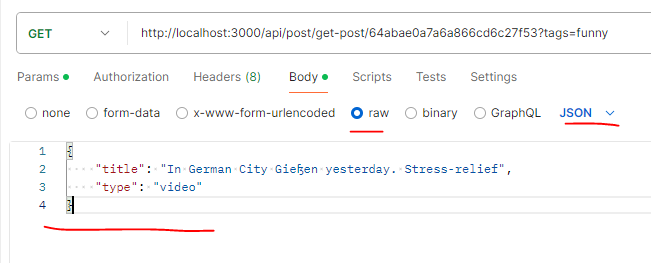 GET http://localhost:3000/api/post/get-post/64abae0a7a6a866cd6c27f53?tags=funny
Params Authorization Headers (8) Body Scripts Tests Settings
none form-data x-www-form-urlencoded raw binary GraphQL JSON
1 {
2 "title": "In German City Gießen yesterday. Stress-relief",
3 "type": "video"
4 }